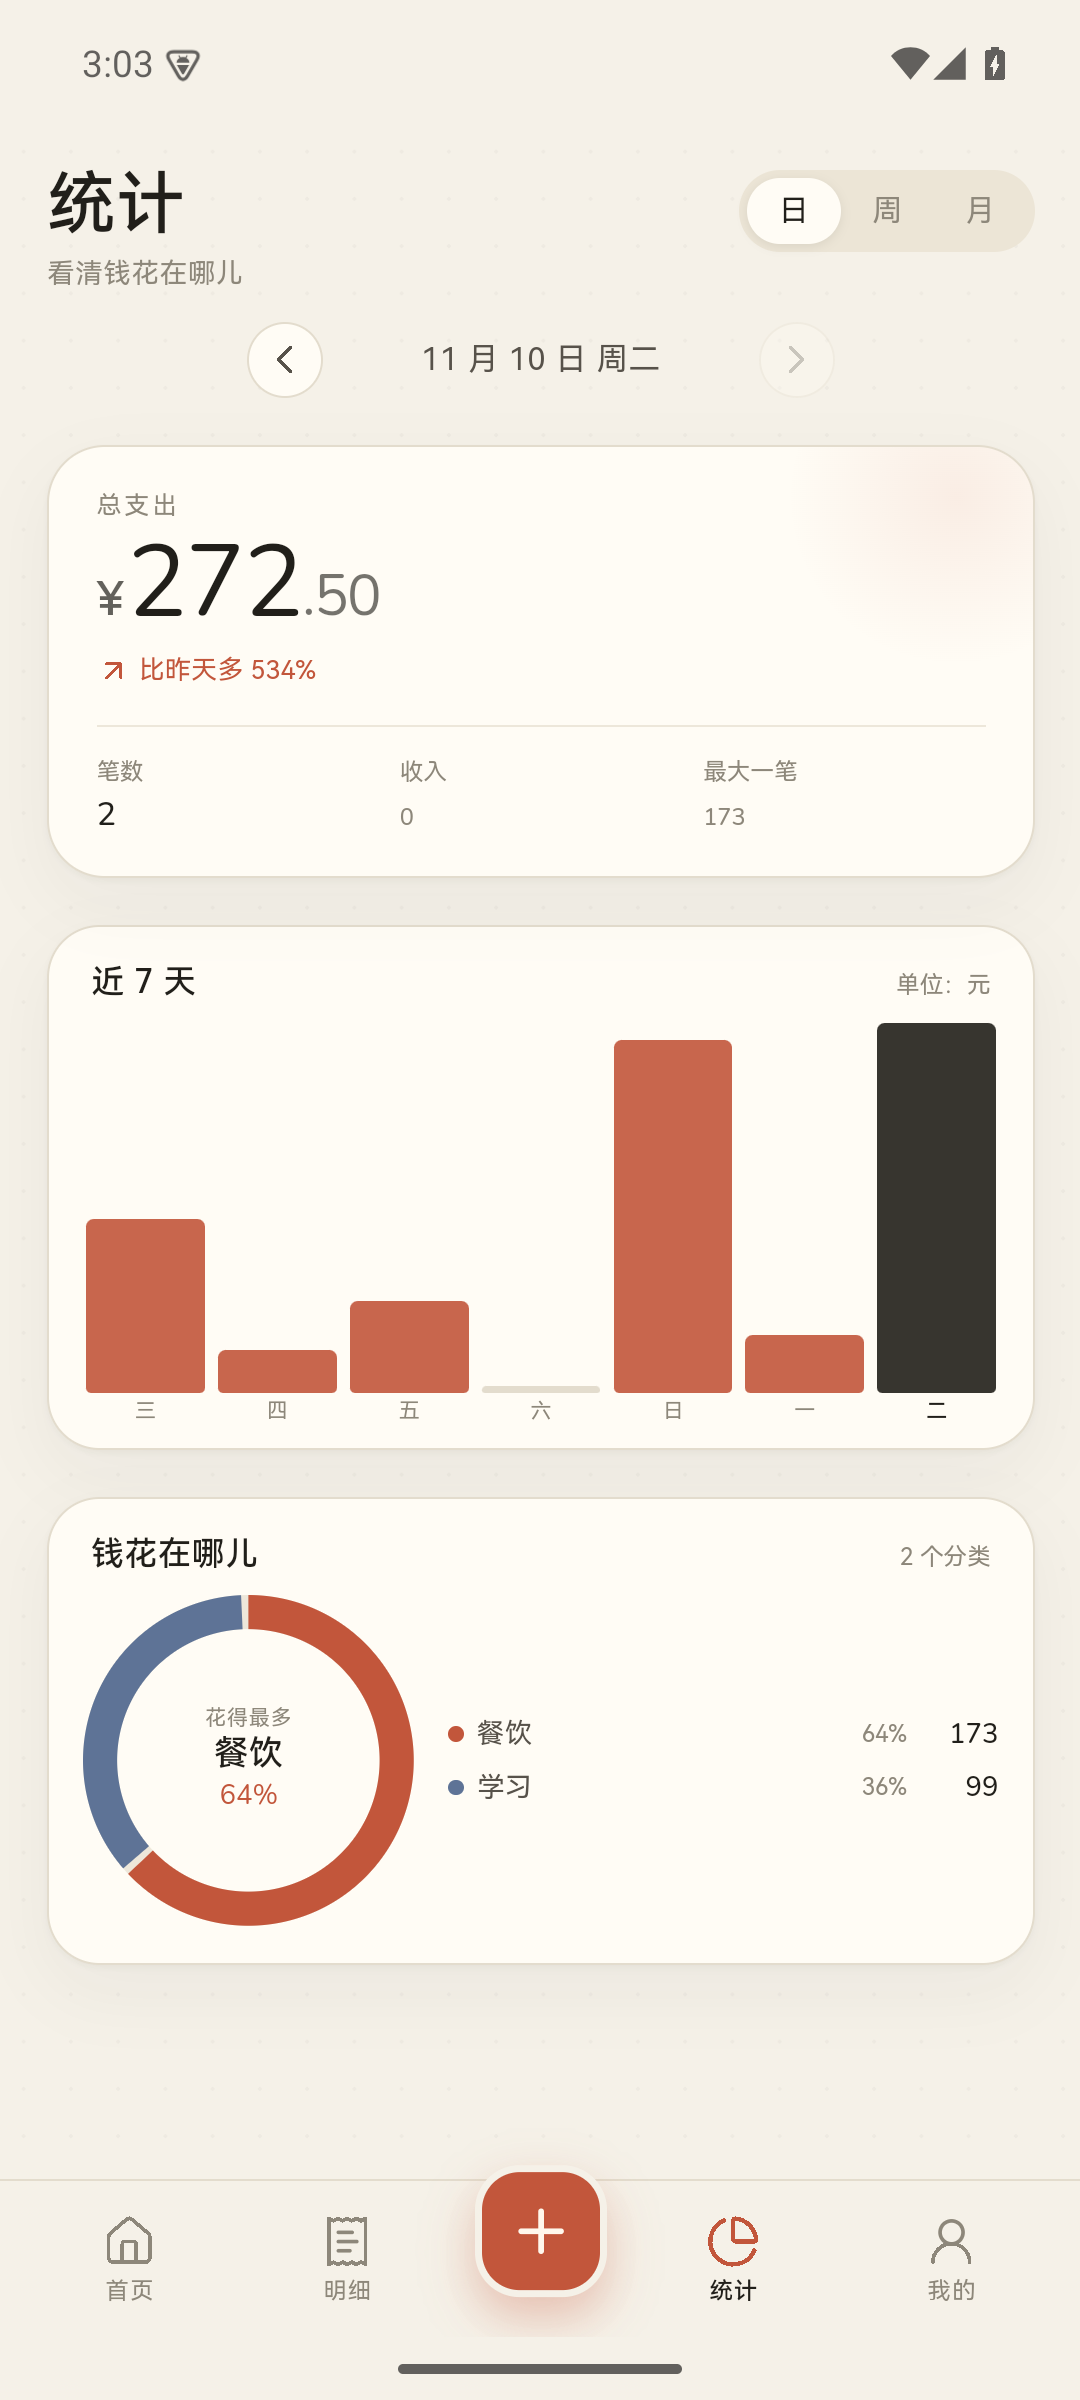 3:03
统计
看清钱花在哪儿
日 周 月
11 月 10 日 周二
总支出
¥272.50
比昨天多 534%
笔数 收入 最大一笔
2 0 173
近 7 天 单位：元
三 四 五 六 日 一 二
钱花在哪儿 2 个分类
花得最多
餐饮
64%
餐饮 64% 173
学习 36% 99
首页 明细 统计 我的